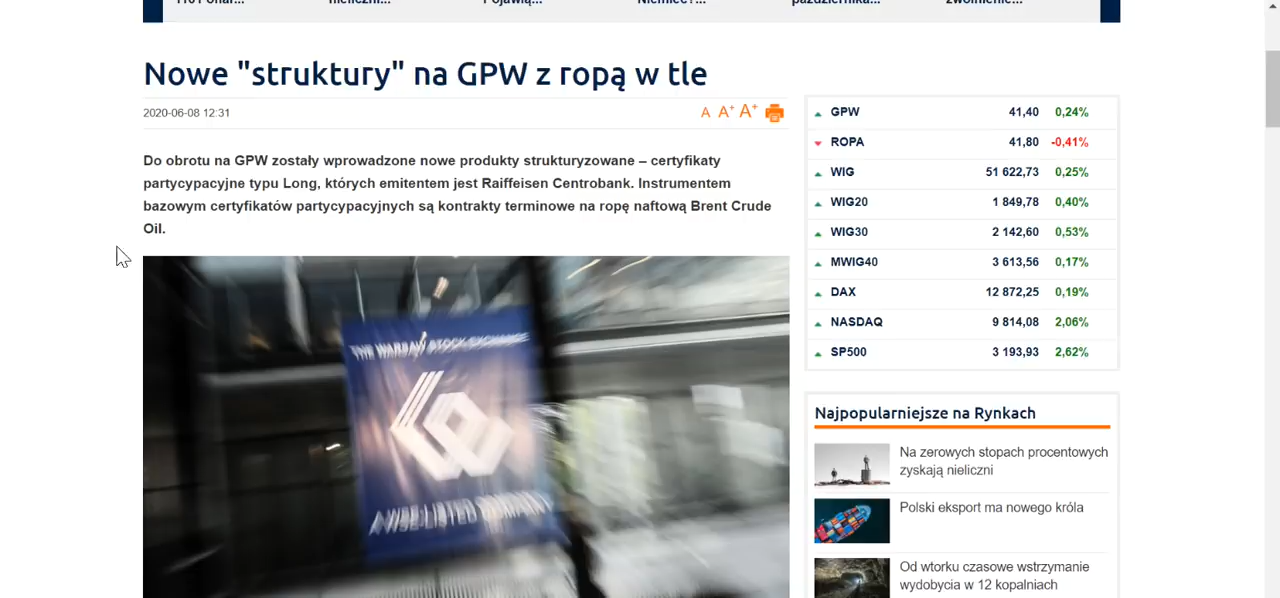 Nowe "struktury" na GPW z ropą w tle
2020-06-08 12:31
A A+ A+
Do obrotu na GPW zostały wprowadzone nowe produkty strukturyzowane – certyfikaty
partycypacyjne typu Long, których emitentem jest Raiffeisen Centrobank. Instrumentem
bazowym certyfikatów partycypacyjnych są kontrakty terminowe na ropę naftową Brent Crude
Oil.
THE WARSAW STOCK EXCHANGE
A WSE LISTED COMPANY
GPW 41,40 0,24%
ROPA 41,80 -0,41%
WIG 51 622,73 0,25%
WIG20 1 849,78 0,40%
WIG30 2 142,60 0,53%
MWIG40 3 613,56 0,17%
DAX 12 872,25 0,19%
NASDAQ 9 814,08 2,06%
SP500 3 193,93 2,62%
Najpopularniejsze na Rynkach
Na zerowych stopach procentowych
zyskają nieliczni
Polski eksport ma nowego króla
Od wtorku czasowe wstrzymanie
wydobycia w 12 kopalniach